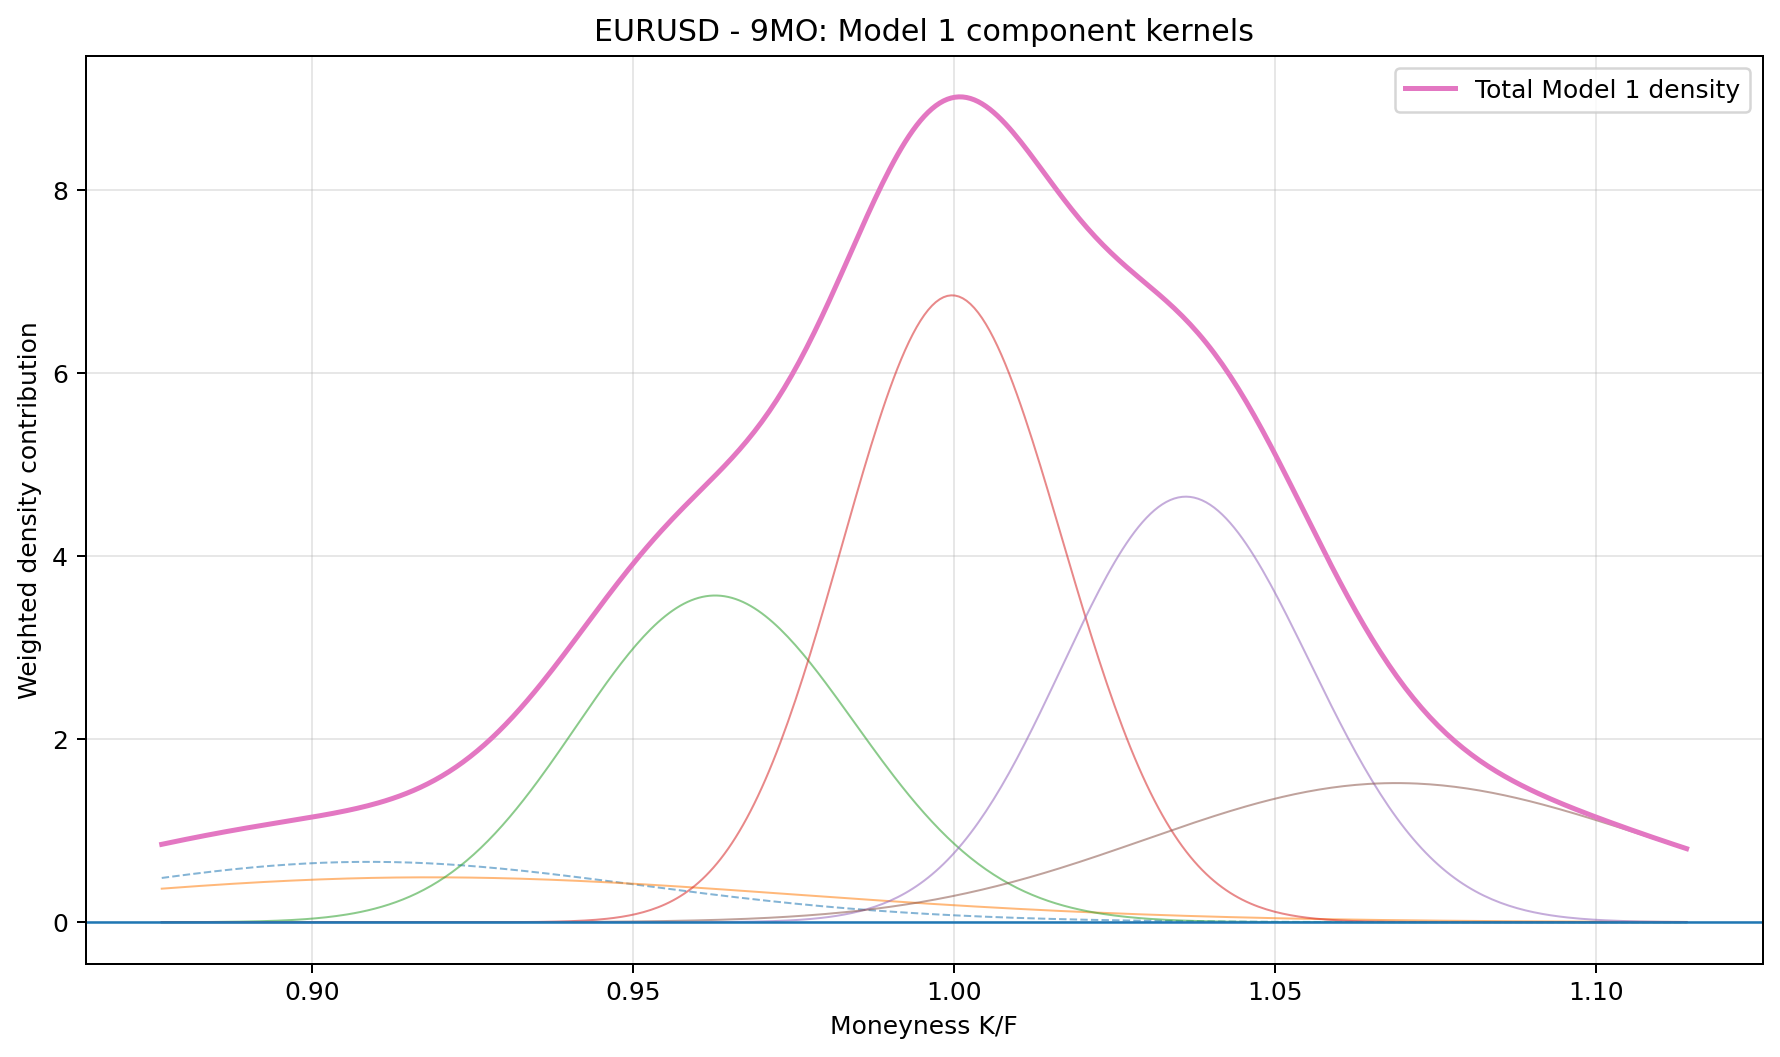 EURUSD - 9MO: Model 1 component kernels
Total Model 1 density
Weighted density contribution
8
6
4
2
0
0.90 0.95 1.00 1.05 1.10
Moneyness K/F